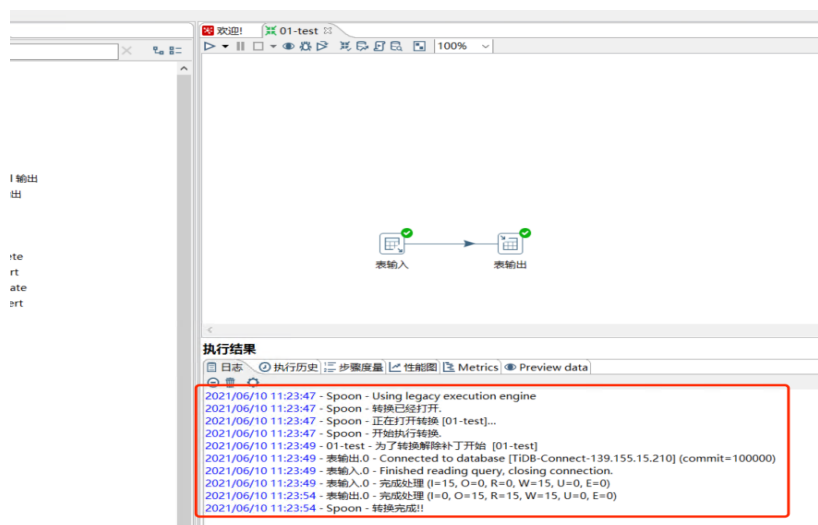 欢迎!
01-test
100%
l 输出
出
ete
rt
ate
ert
表输入
表输出
执行结果
日志 执行历史 步骤度量 性能图 Metrics Preview data
2021/06/10 11:23:47 - Spoon - Using legacy execution engine
2021/06/10 11:23:47 - Spoon - 转换已经打开.
2021/06/10 11:23:47 - Spoon - 正在打开转换 [01-test]...
2021/06/10 11:23:47 - Spoon - 开始执行转换.
2021/06/10 11:23:49 - 01-test - 为了转换解除补丁开始  [01-test]
2021/06/10 11:23:49 - 表输出.0 - Connected to database [TiDB-Connect-139.155.15.210] (commit=100000)
2021/06/10 11:23:49 - 表输入.0 - Finished reading query, closing connection.
2021/06/10 11:23:49 - 表输入.0 - 完成处理 (I=15, O=0, R=0, W=15, U=0, E=0)
2021/06/10 11:23:54 - 表输出.0 - 完成处理 (I=0, O=15, R=15, W=15, U=0, E=0)
2021/06/10 11:23:54 - Spoon - 转换完成!!